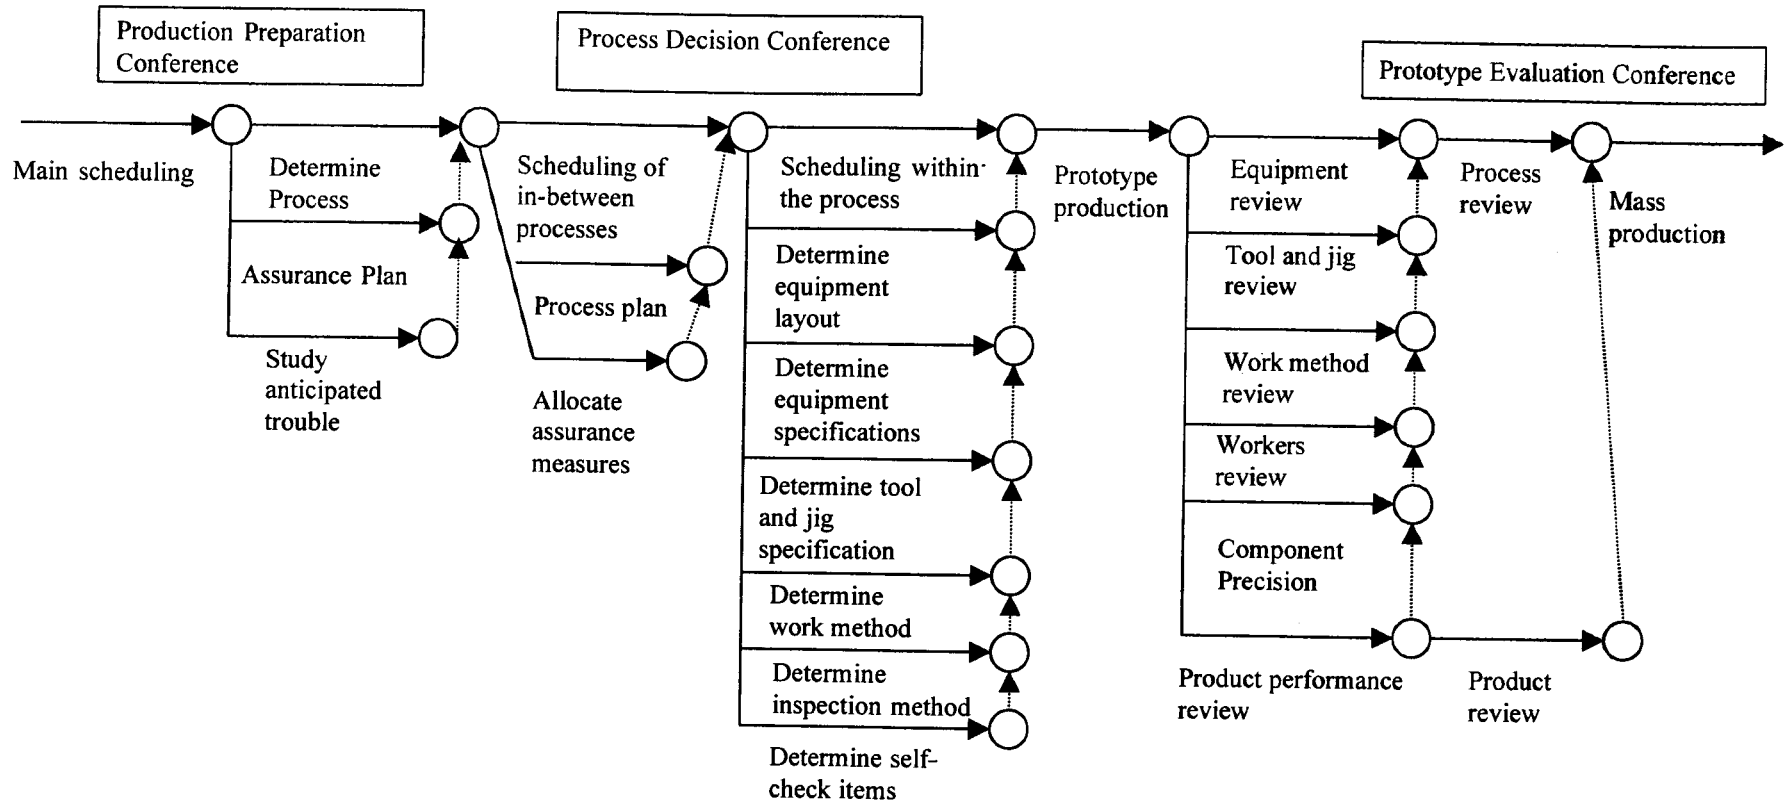 Production Preparation
Conference
Process Decision Conference
Prototype Evaluation Conference
Main scheduling
Determine
Process
Assurance Plan
Study
anticipated
trouble
Scheduling of
in-between
processes
Process plan
Allocate
assurance
measures
Scheduling within
the process
Determine
equipment
layout
Determine
equipment
specifications
Determine tool
and jig
specification
Determine
work method
Determine
inspection method
Determine self-
check items
Prototype
production
Equipment
review
Tool and jig
review
Work method
review
Workers
review
Component
Precision
Product performance
review
Process
review
Product
review
Mass
production